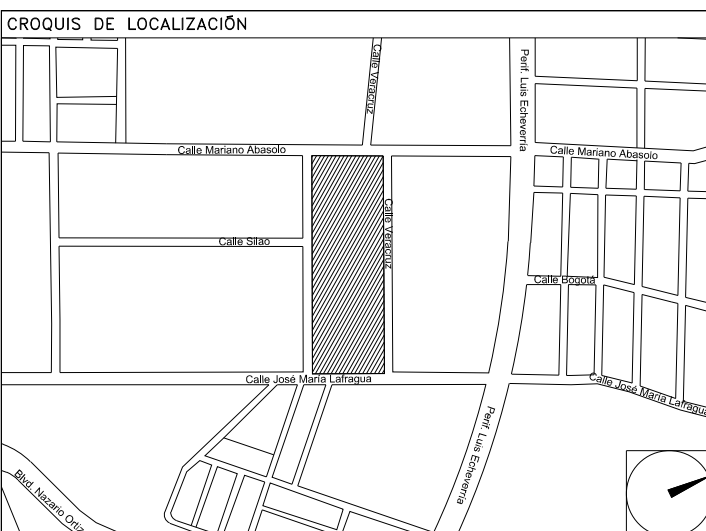 CROQUIS DE LOCALIZACIÓN
Calle Veracruz
Perif. Luis Echeverría
Calle Mariano Abasolo
Calle Mariano Abasolo
Calle Veracruz
Calle Silao
Calle Bogotá
Calle José María Lafragua
Calle José María Lafragua
Perif. Luis Echeverría
Blvd. Nazario Ortiz